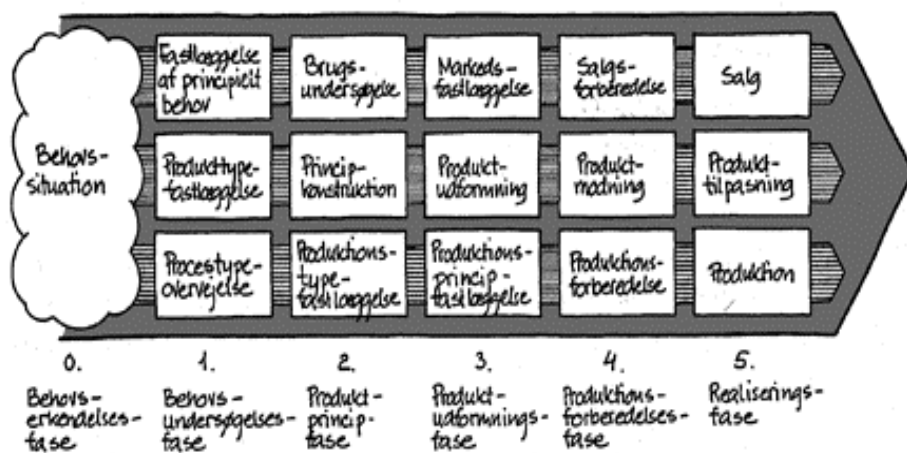 Behovs-
situation
Fastlæggelse
af principielt
behov
Brugs-
undersøgelse
Markeds-
fastlæggelse
Salgs-
forberedelse
Salg
Produkttype-
fastlæggelse
Princip-
konstruction
Produkt-
udformning
Produkt-
modning
Produkt-
tilpasning
Procestype-
overvejelse
Produktions-
type-
fastlæggelse
Produktions-
princip-
fastlæggelse
Produktions-
forberedelse
Produktion
0.
Behovs-
erkendelses-
fase
1.
Behovs-
undersøgelses-
fase
2.
Produkt-
princip-
fase
3.
Produkt-
udformnings-
fase
4.
Produktions-
forberedelses-
fase
5.
Realiserings-
fase